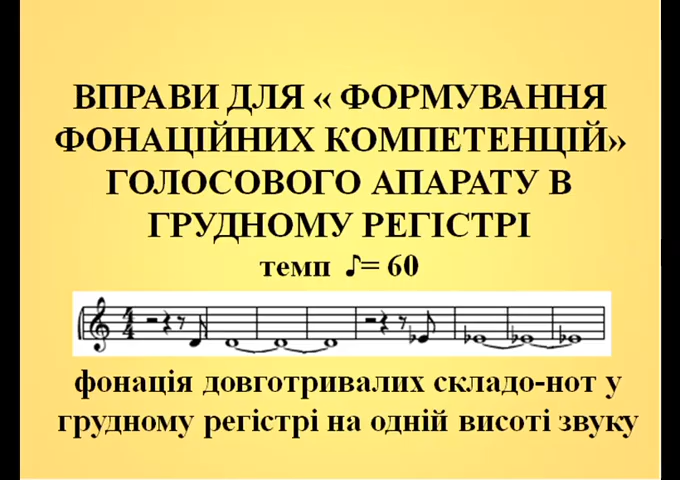 ВПРАВИ ДЛЯ « ФОРМУВАННЯ
ФОНАЦІЙНИХ КОМПЕТЕНЦІЙ»
ГОЛОСОВОГО АПАРАТУ В
ГРУДНОМУ РЕГІСТРІ
темп ♪= 60
фонація довготривалих складо-нот у
грудному регістрі на одній висоті звуку